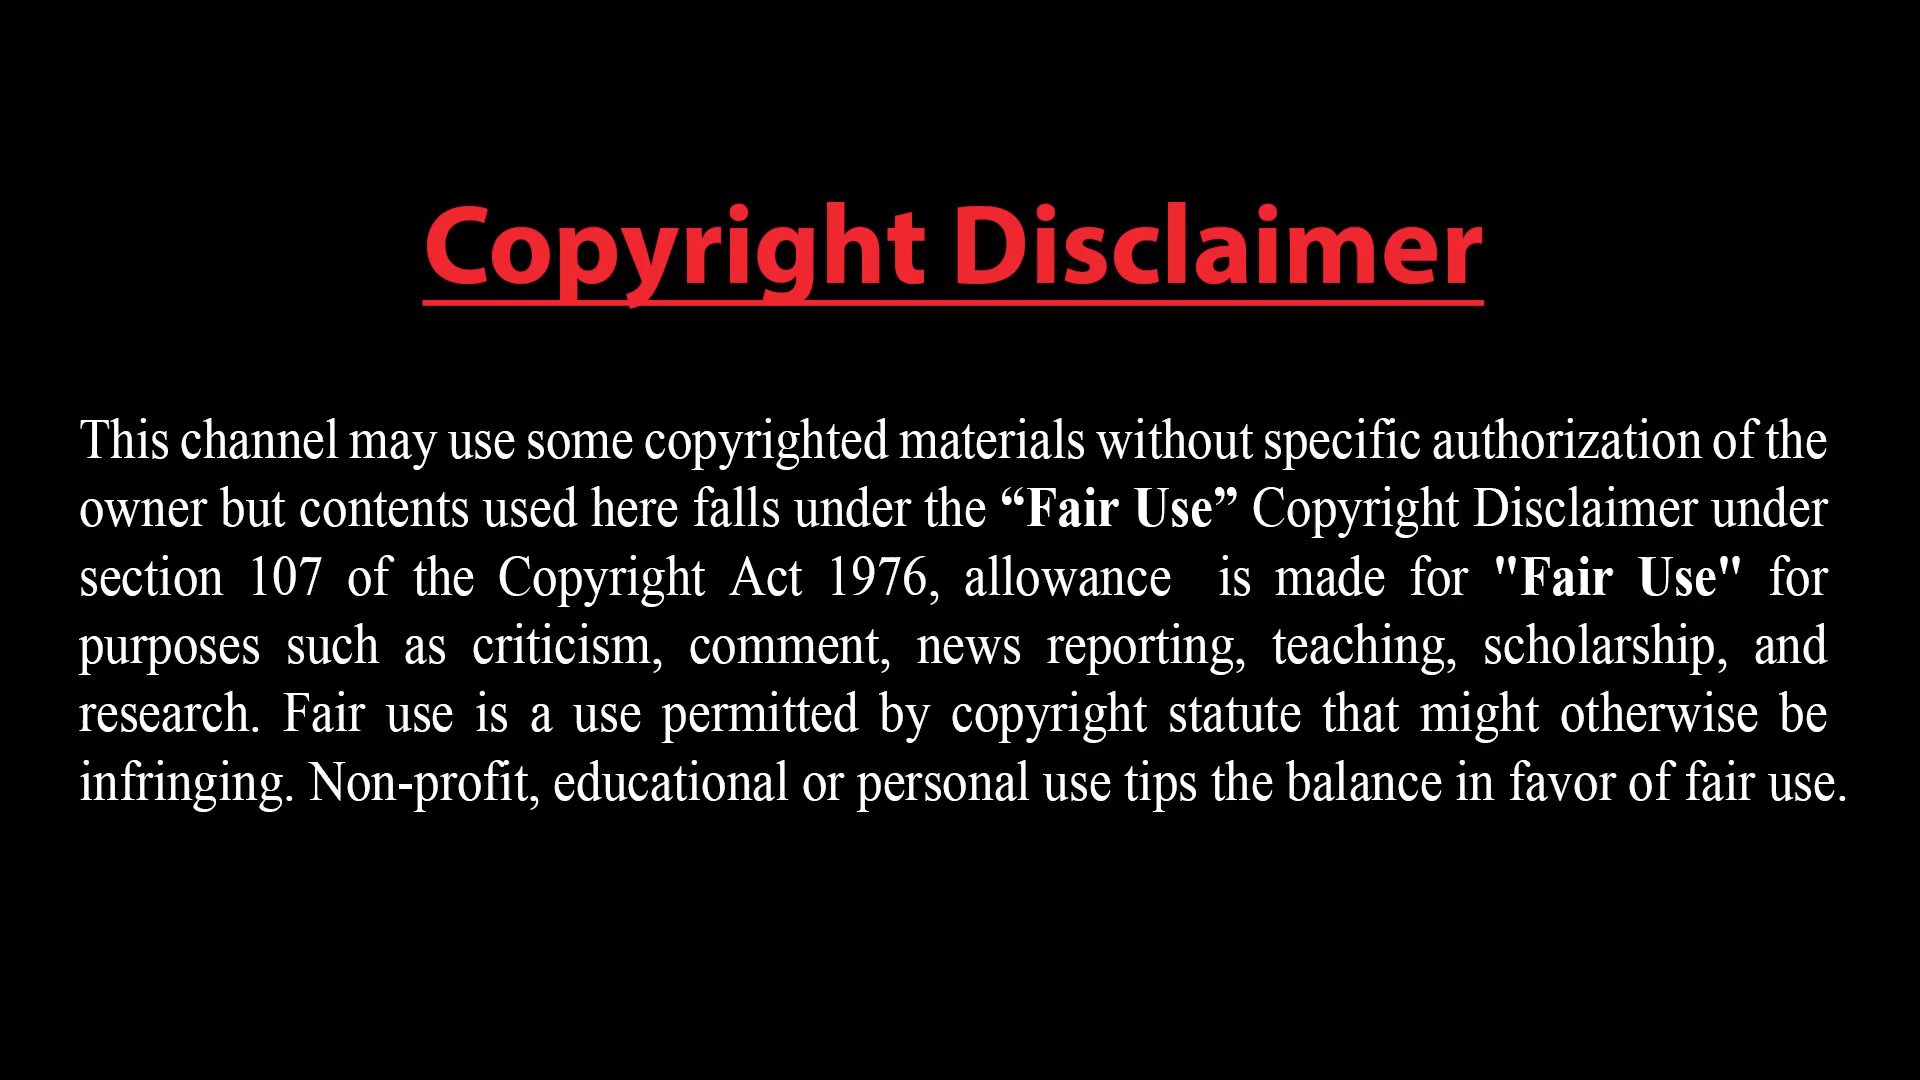 Copyright Disclaimer
This channel may use some copyrighted materials without specific authorization of the
owner but contents used here falls under the “Fair Use” Copyright Disclaimer under
section 107 of the Copyright Act 1976, allowance  is made for "Fair Use" for
purposes such as criticism, comment, news reporting, teaching, scholarship, and
research. Fair use is a use permitted by copyright statute that might otherwise be
infringing. Non-profit, educational or personal use tips the balance in favor of fair use.